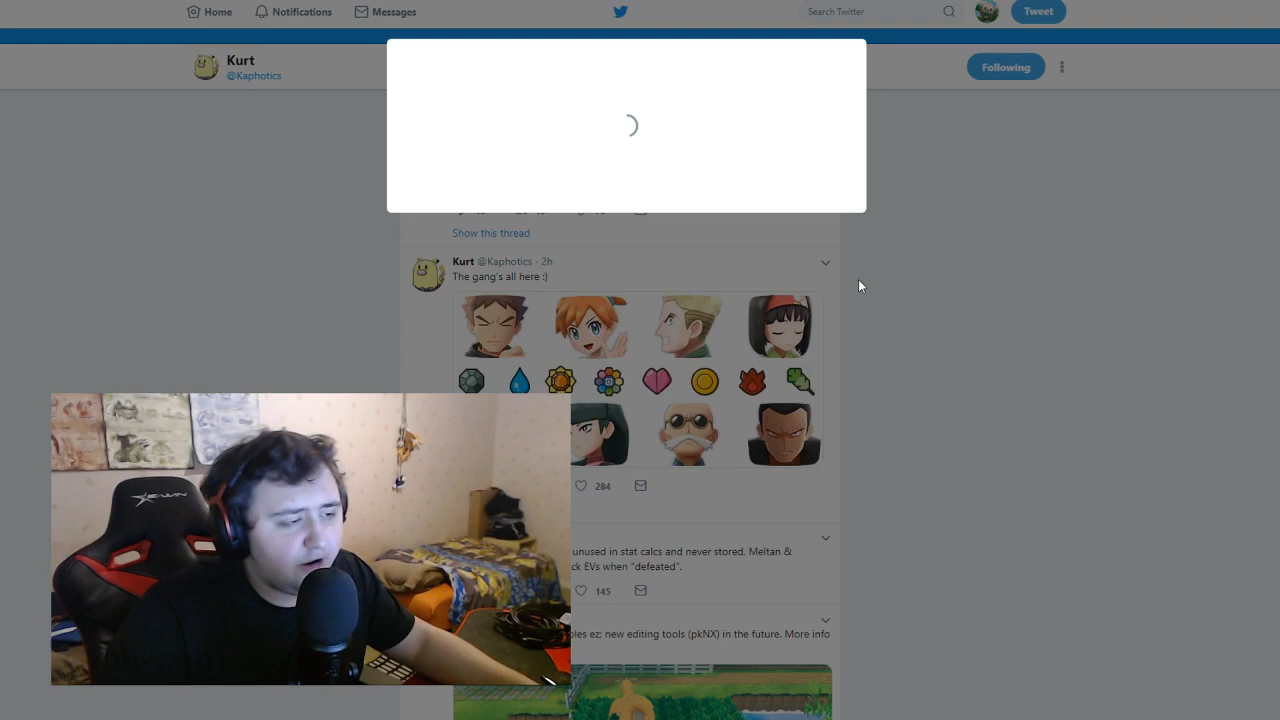 Home
Notifications
Messages
Search Twitter
Tweet
Kurt
@Kaphotics
Following
Show this thread
Kurt @Kaphotics · 2h
The gang's all here :)
284
unused in stat calcs and never stored, Meltan &
ck EVs when "defeated".
145
ples ez; new editing tools (pkNX) in the future. More info